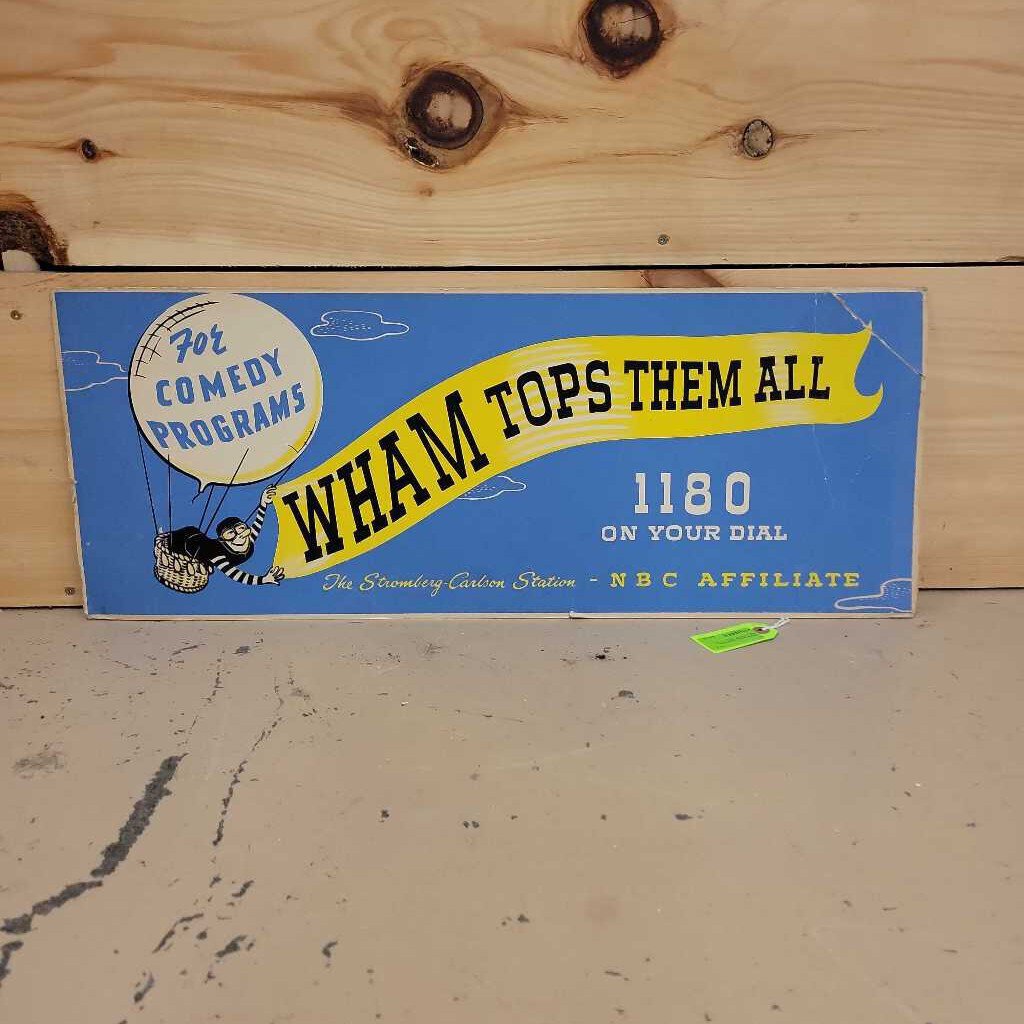 For
COMEDY
PROGRAMS
WHAM TOPS THEM ALL
1180
ON YOUR DIAL
The Stromberg-Carlson Station - NBC AFFILIATE